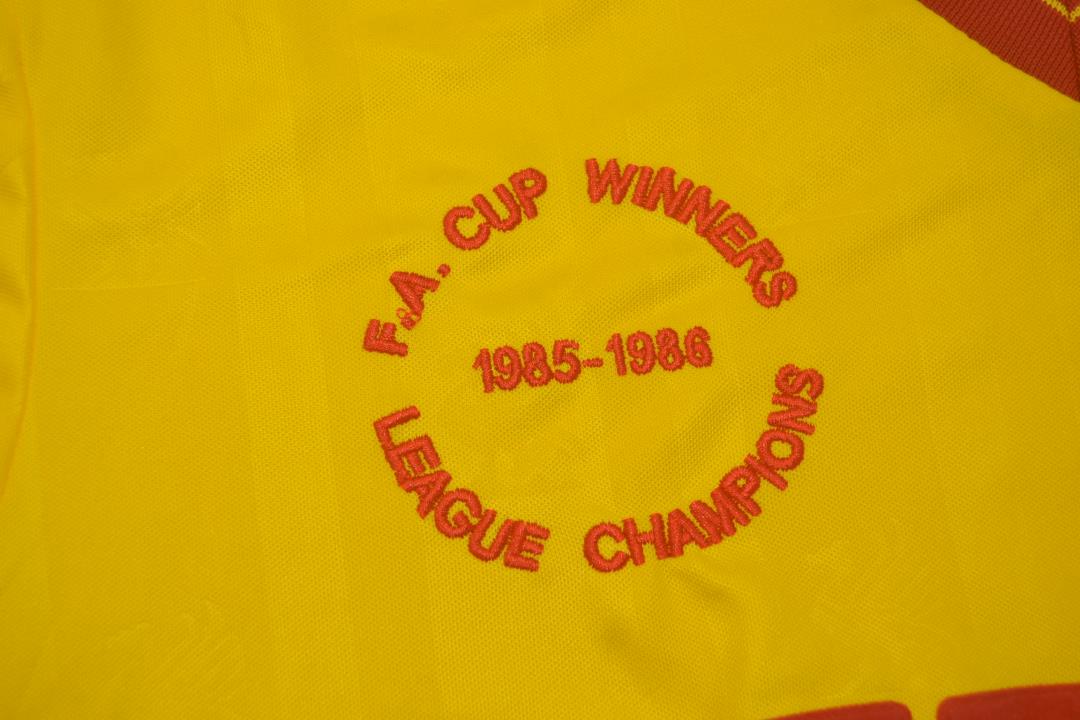 F.A. CUP WINNERS
1985-1986
LEAGUE CHAMPIONS